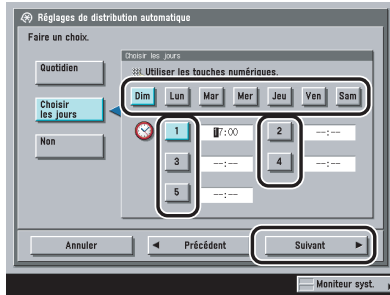 Réglages de distribution automatique
Faire un choix.
Choisir les jours
Quotidien
Utiliser les touches numériques.
Dim Lun Mar Mer Jeu Ven Sam
Choisir
les jours
1 17:00 2 --:--
Non
3 --:-- 4 --:--
5 --:--
Annuler ◄ Précédent Suivant ►
Moniteur syst.